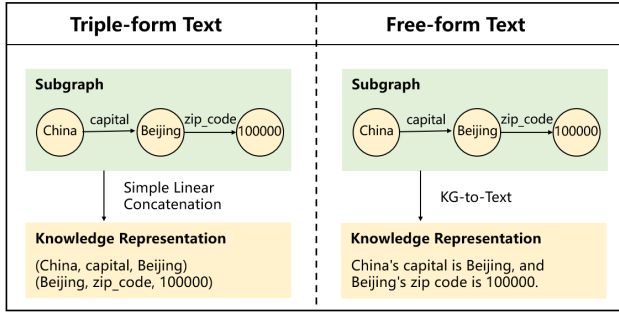 Triple-form Text
Subgraph
China
capital
Beijing
zip_code
100000
Simple Linear
Concatenation
Knowledge Representation
(China, capital, Beijing)
(Beijing, zip_code, 100000)
Free-form Text
Subgraph
China
capital
Beijing
zip_code
100000
KG-to-Text
Knowledge Representation
China's capital is Beijing, and
Beijing's zip code is 100000.